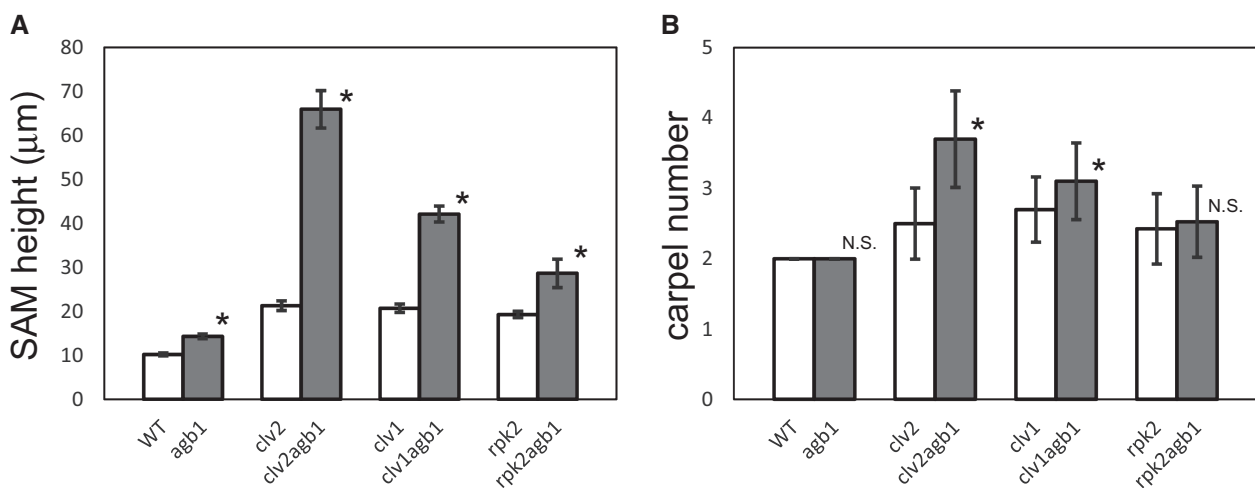 A
SAM height (μm)
80
70
60
50
40
30
20
10
0
*
*
*
*
WT
agb1
clv2
clv2agb1
clv1
clv1agb1
rpk2
rpk2agb1
B
carpel number
5
4
3
2
1
0
N.S.
*
*
N.S.
WT
agb1
clv2
clv2agb1
clv1
clv1agb1
rpk2
rpk2agb1